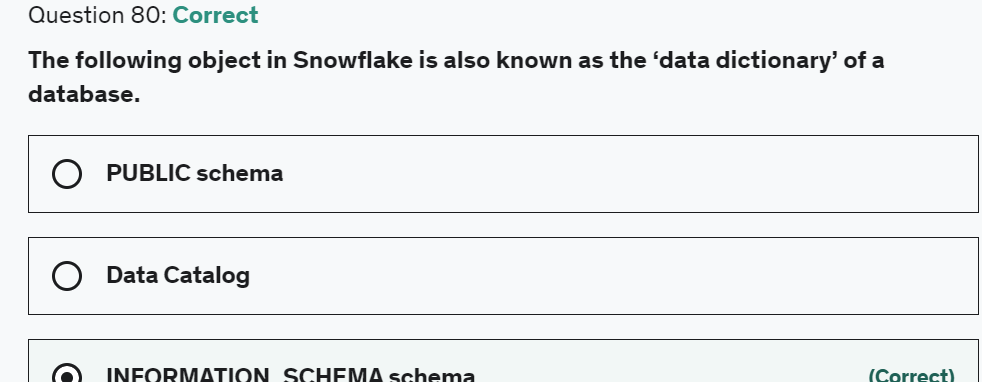 Question 80: Correct
The following object in Snowflake is also known as the ‘data dictionary’ of a
database.
PUBLIC schema
Data Catalog
INFORMATION_SCHEMA schema (Correct)